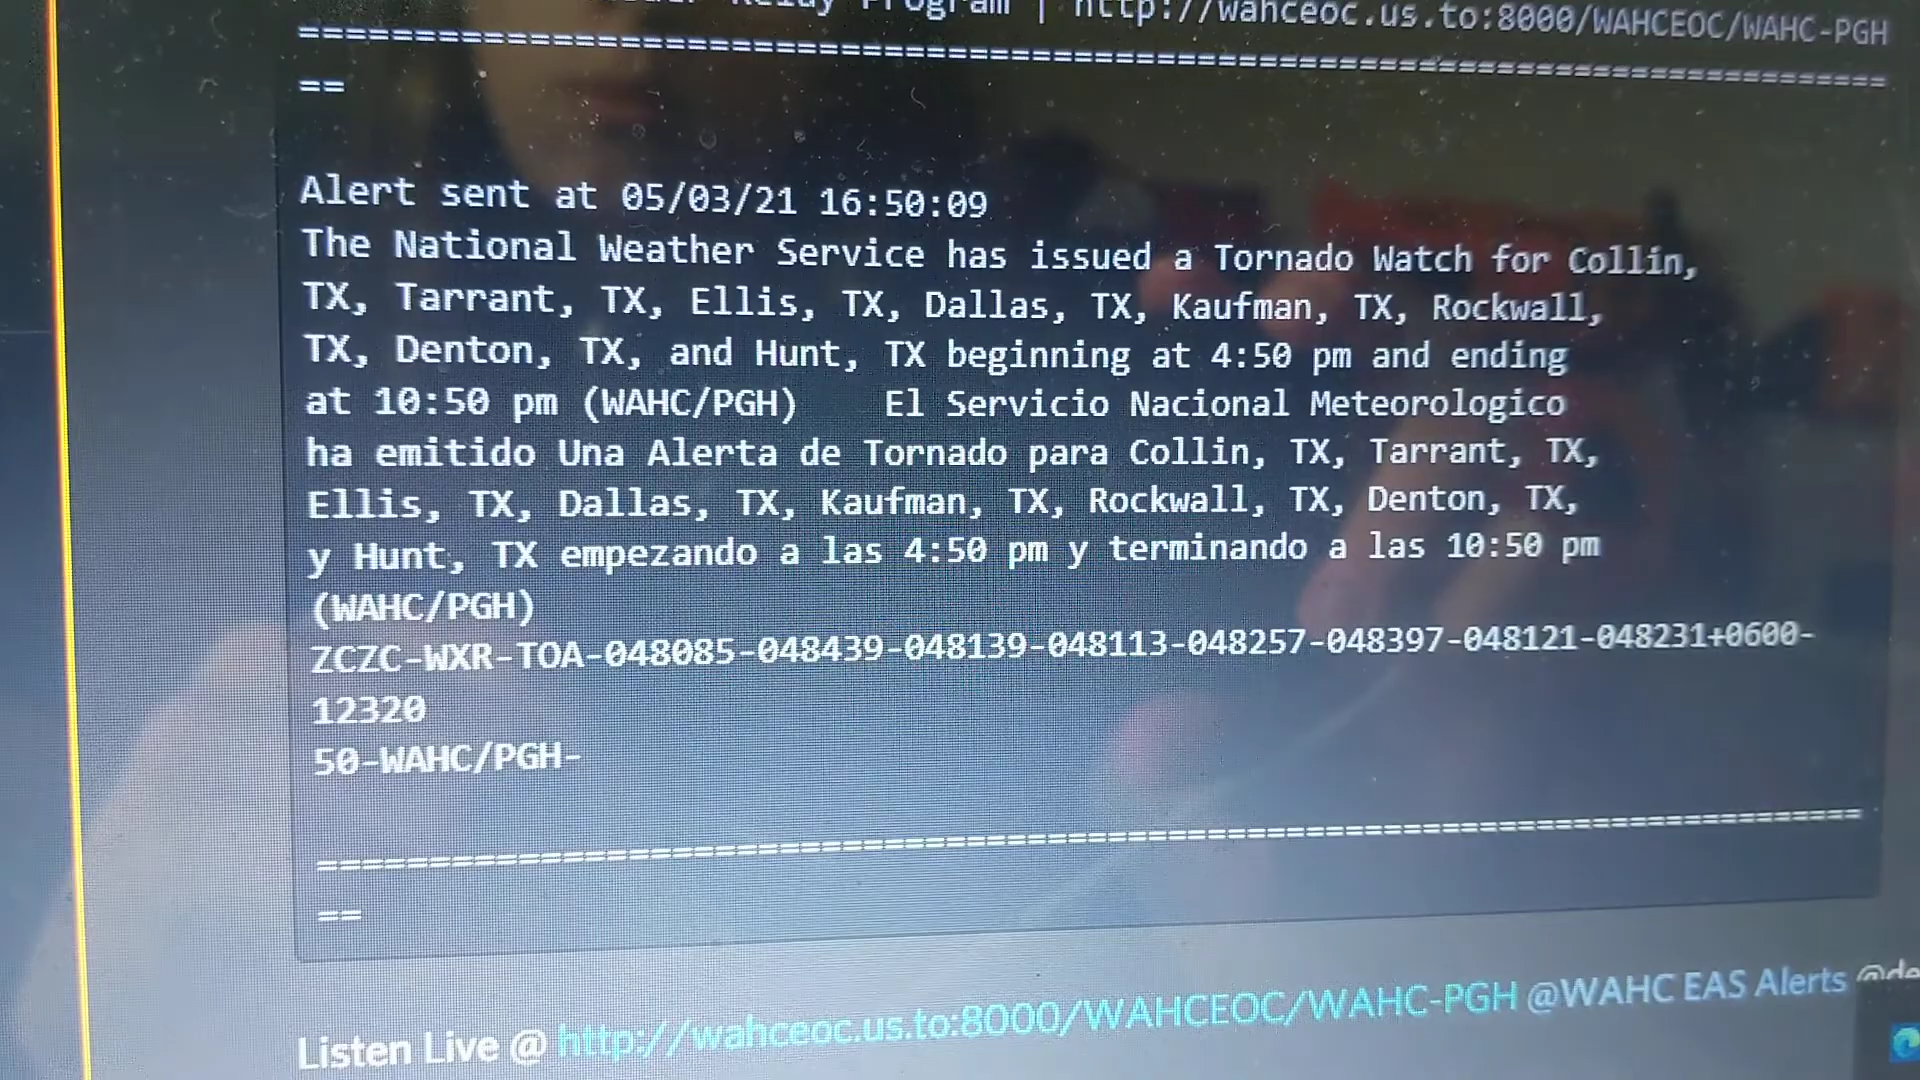 Relay Program | http://wahceoc.us.to:8000/WAHCEOC/WAHC-PGH
==========================================================================================
==
Alert sent at 05/03/21 16:50:09
The National Weather Service has issued a Tornado Watch for Collin,
TX, Tarrant, TX, Ellis, TX, Dallas, TX, Kaufman, TX, Rockwall,
TX, Denton, TX, and Hunt, TX beginning at 4:50 pm and ending
at 10:50 pm (WAHC/PGH)    El Servicio Nacional Meteorologico
ha emitido Una Alerta de Tornado para Collin, TX, Tarrant, TX,
Ellis, TX, Dallas, TX, Kaufman, TX, Rockwall, TX, Denton, TX,
y Hunt, TX empezando a las 4:50 pm y terminando a las 10:50 pm
(WAHC/PGH)
ZCZC-WXR-TOA-048085-048439-048139-048113-048257-048397-048121-048231+0600-
12320
50-WAHC/PGH-
==========================================================================================
==
Listen Live @ http://wahceoc.us.to:8000/WAHCEOC/WAHC-PGH @WAHC EAS Alerts